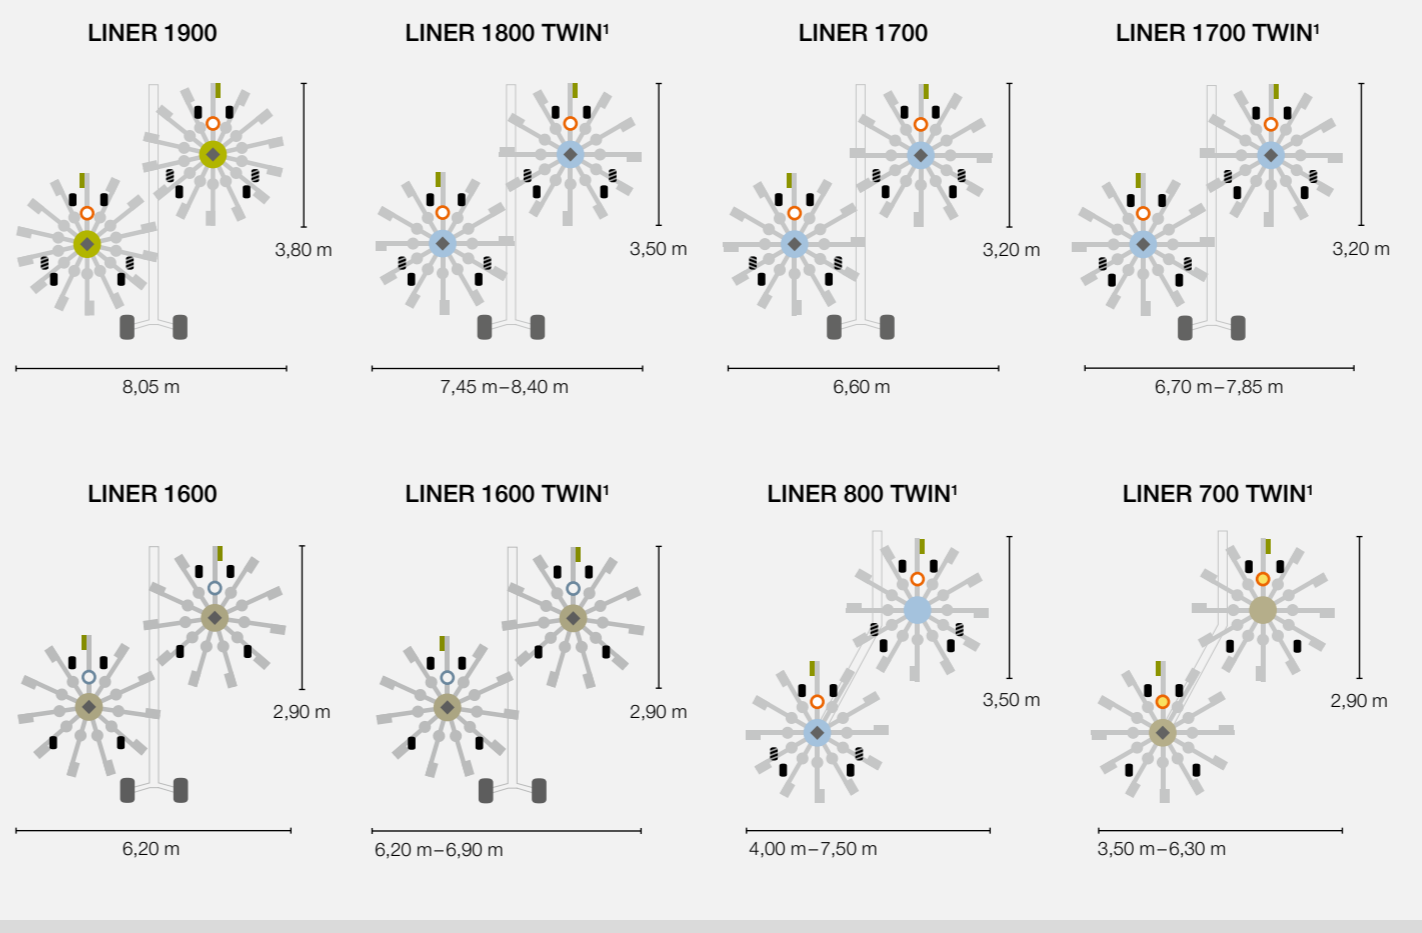 LINER 1900
LINER 1800 TWIN¹
LINER 1700
LINER 1700 TWIN¹
3,80 m
3,50 m
3,20 m
3,20 m
8,05 m
7,45 m–8,40 m
6,60 m
6,70 m–7,85 m
LINER 1600
LINER 1600 TWIN¹
LINER 800 TWIN¹
LINER 700 TWIN¹
2,90 m
2,90 m
3,50 m
2,90 m
6,20 m
6,20 m–6,90 m
4,00 m–7,50 m
3,50 m–6,30 m